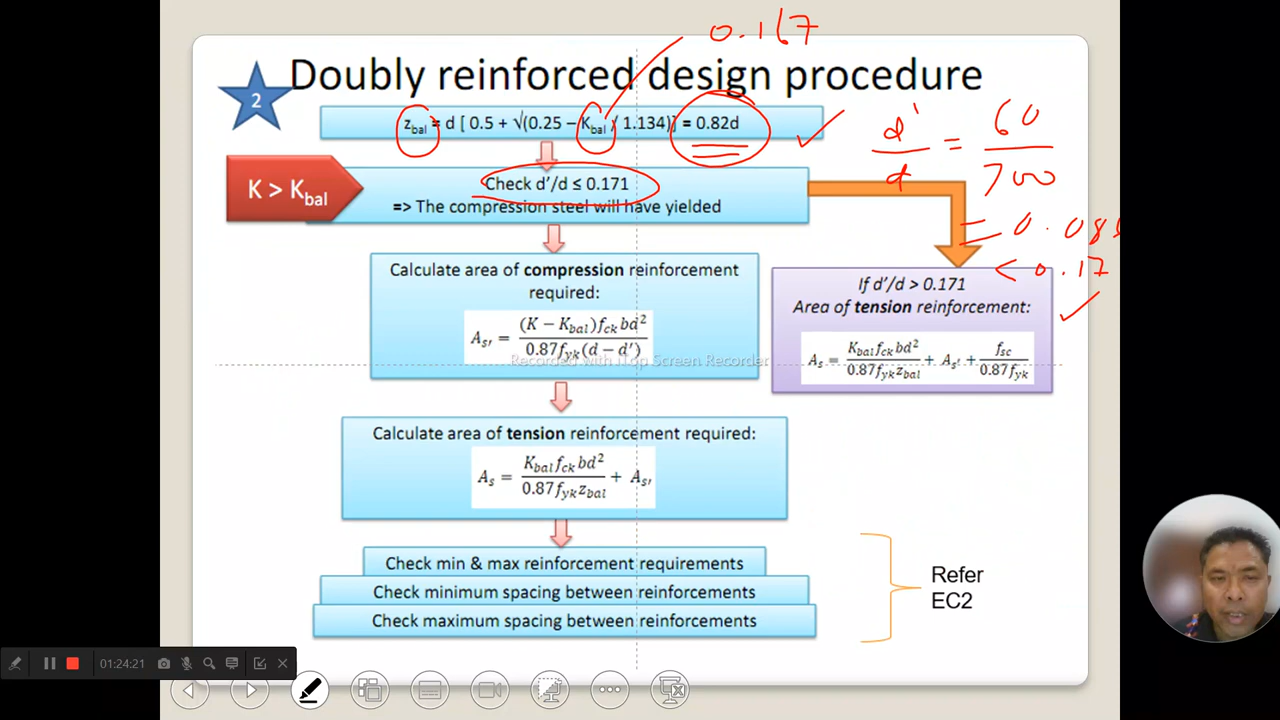 0.167
Doubly reinforced design procedure
2
z_bal = d [ 0.5 + √(0.25 – K_bal / 1.134)] = 0.82d
d'/d = 60/700
K > K_bal
Check d'/d ≤ 0.171
=> The compression steel will have yielded
< 0.17
Calculate area of compression reinforcement
required:
A_s' = (K − K_bal)f_ck bd² / 0.87f_yk(d − d')
Recorded with iTop Screen Recorder
If d'/d > 0.171
Area of tension reinforcement:
A_s = K_bal f_ck bd² / 0.87f_yk z_bal + A_s' + f_sc / 0.87f_yk
Calculate area of tension reinforcement required:
A_s = K_bal f_ck bd² / 0.87f_yk z_bal + A_s'
Check min & max reinforcement requirements
Check minimum spacing between reinforcements
Check maximum spacing between reinforcements
Refer
EC2
01:24:21